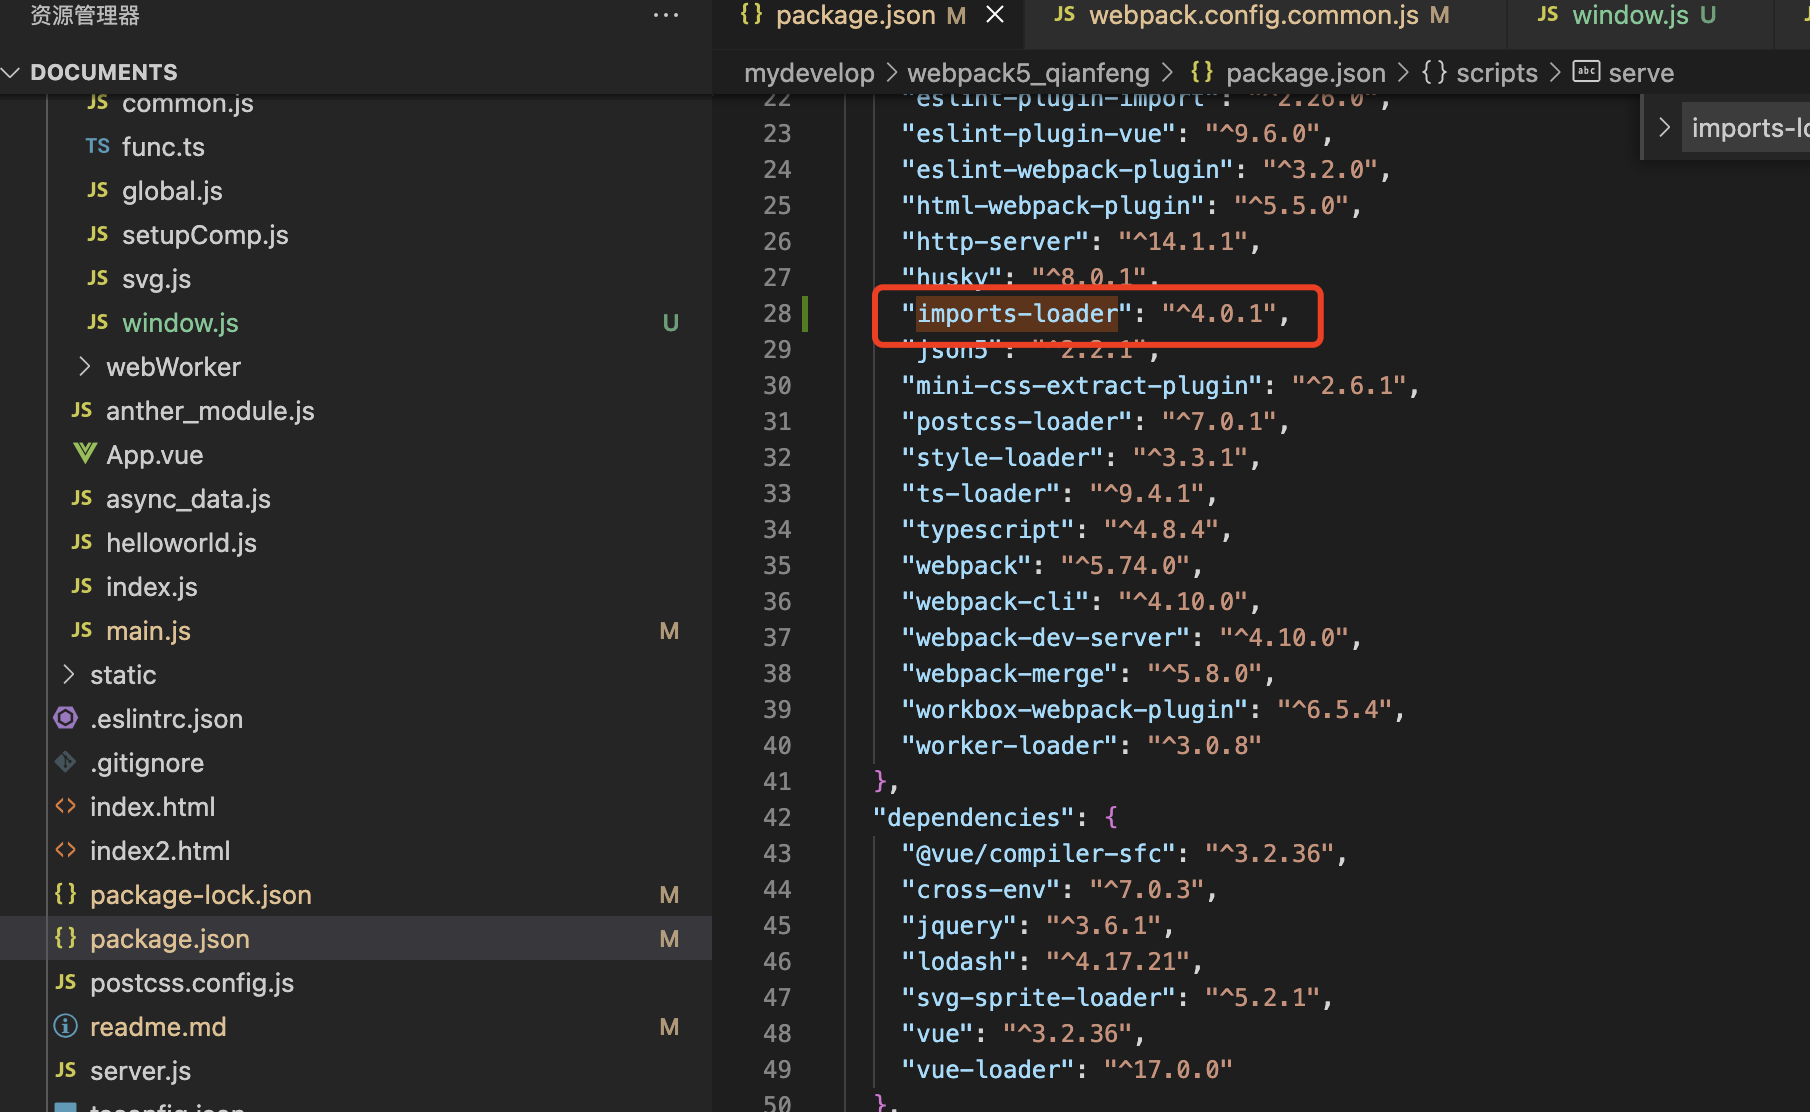 资源管理器 ···
DOCUMENTS
JS common.js
TS func.ts
JS global.js
JS setupComp.js
JS svg.js
JS window.js U
webWorker
JS anther_module.js
App.vue
JS async_data.js
JS helloworld.js
JS index.js
JS main.js M
static
.eslintrc.json
.gitignore
<> index.html
<> index2.html
{} package-lock.json M
{} package.json M
JS postcss.config.js
readme.md M
JS server.js
tsconfig.json
{} package.json M × JS webpack.config.common.js M JS window.js U
mydevelop > webpack5_qianfeng > {} package.json > {} scripts > abc serve
> imports-lo
22 "eslint-plugin-import": "^2.26.0",
23 "eslint-plugin-vue": "^9.6.0",
24 "eslint-webpack-plugin": "^3.2.0",
25 "html-webpack-plugin": "^5.5.0",
26 "http-server": "^14.1.1",
27 "husky": "^8.0.1",
28 "imports-loader": "^4.0.1",
29 "json5": "^2.2.1",
30 "mini-css-extract-plugin": "^2.6.1",
31 "postcss-loader": "^7.0.1",
32 "style-loader": "^3.3.1",
33 "ts-loader": "^9.4.1",
34 "typescript": "^4.8.4",
35 "webpack": "^5.74.0",
36 "webpack-cli": "^4.10.0",
37 "webpack-dev-server": "^4.10.0",
38 "webpack-merge": "^5.8.0",
39 "workbox-webpack-plugin": "^6.5.4",
40 "worker-loader": "^3.0.8"
41 },
42 "dependencies": {
43 "@vue/compiler-sfc": "^3.2.36",
44 "cross-env": "^7.0.3",
45 "jquery": "^3.6.1",
46 "lodash": "^4.17.21",
47 "svg-sprite-loader": "^5.2.1",
48 "vue": "^3.2.36",
49 "vue-loader": "^17.0.0"
50 },